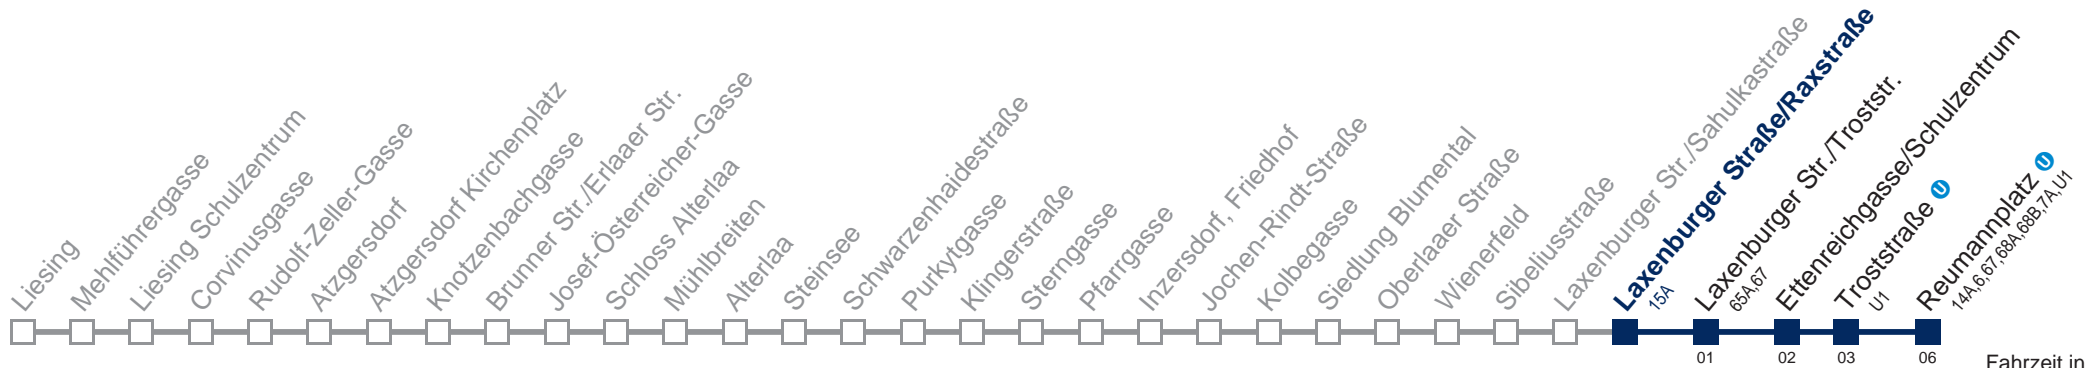 Liesing
Mehlführergasse
Liesing Schulzentrum
Corvinusgasse
Rudolf-Zeller-Gasse
Atzgersdorf
Atzgersdorf Kirchenplatz
Knotzenbachgasse
Brunner Str./Erlaaer Str.
Josef-Österreicher-Gasse
Schloss Alterlaa
Mühlbreiten
Alterlaa
Steinsee
Schwarzenhaidestraße
Purkytgasse
Klingerstraße
Sterngasse
Pfarrgasse
Inzersdorf, Friedhof
Jochen-Rindt-Straße
Kolbegasse
Siedlung Blumental
Oberlaaer Straße
Wienerfeld
Sibeliusstraße
Laxenburger Str./Sahulkastraße
Laxenburger Straße/Raxstraße
15A
Laxenburger Str./Troststr.
65A,67
Ettenreichgasse/Schulzentrum
Troststraße U
U1
Reumannplatz U
14A,6,67,68A,68B,7A,U1
01 02 03 06
Fahrzeit in